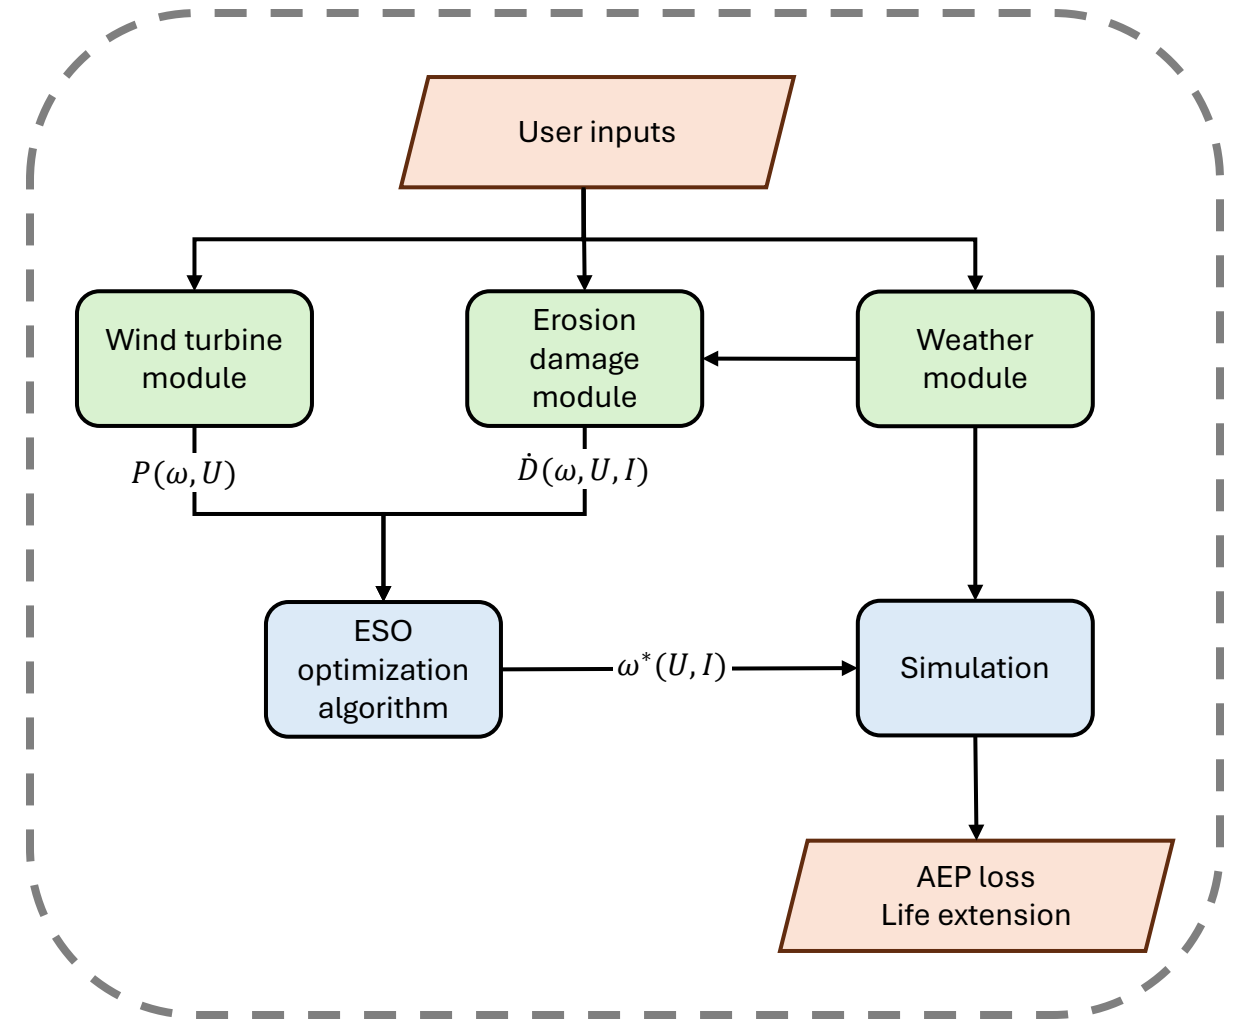 User inputs
Wind turbine
module
Erosion
damage
module
Weather
module
P(ω, U)
Ḋ(ω, U, I)
ESO
optimization
algorithm
ω*(U, I)
Simulation
AEP loss
Life extension